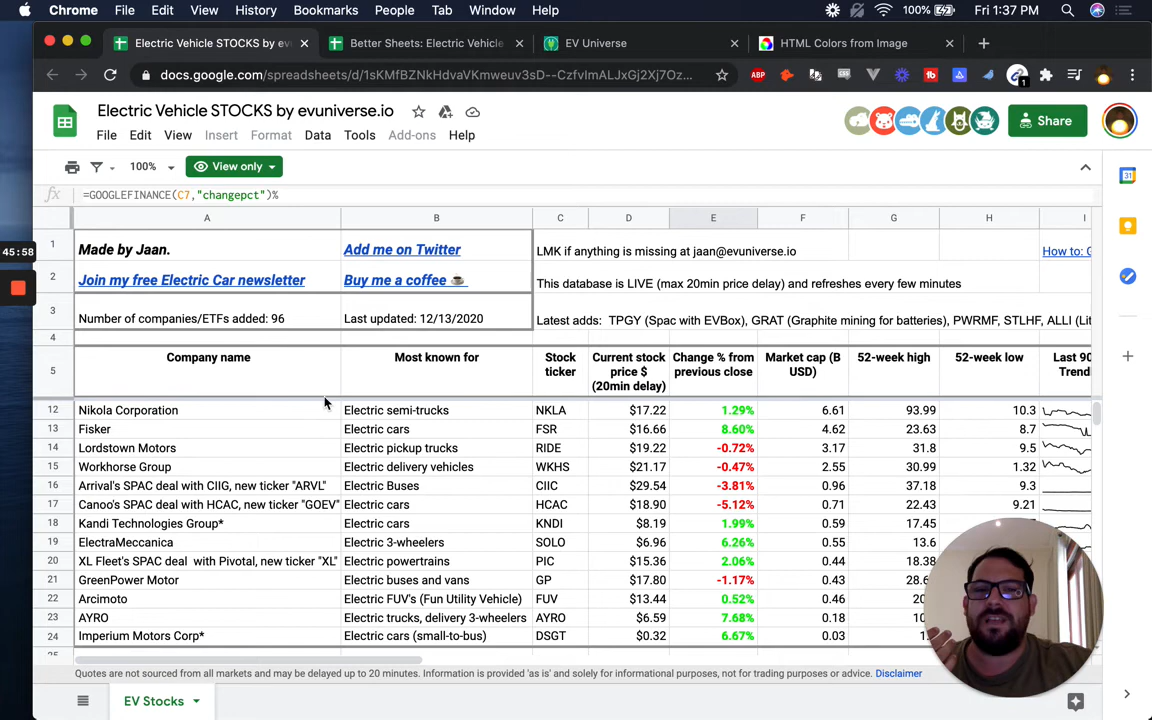 Chrome File Edit View History Bookmarks People Tab Window Help 100% Fri 1:37 PM
Electric Vehicle STOCKS by ev
Better Sheets: Electric Vehicle
EV Universe
HTML Colors from Image
docs.google.com/spreadsheets/d/1sKMfBZNkHdvaVKmweuv3sD--CzfvImALJxGj2Xj7Oz...
ABP
1
Electric Vehicle STOCKS by evuniverse.io
File Edit View Insert Format Data Tools Add-ons Help
Share
100% View only
31
fx =GOOGLEFINANCE(C7,"changepct")%
A B C D E F G H I
45:58
1 Made by Jaan. Add me on Twitter LMK if anything is missing at jaan@evuniverse.io How to: G
2 Join my free Electric Car newsletter Buy me a coffee ☕ This database is LIVE (max 20min price delay) and refreshes every few minutes
3 Number of companies/ETFs added: 96 Last updated: 12/13/2020 Latest adds: TPGY (Spac with EVBox), GRAT (Graphite mining for batteries), PWRMF, STLHF, ALLI (Lit
4
5 Company name Most known for Stock ticker Current stock price $ (20min delay) Change % from previous close Market cap (B USD) 52-week high 52-week low Last 90 Trend
12 Nikola Corporation Electric semi-trucks NKLA $17.22 1.29% 6.61 93.99 10.3
13 Fisker Electric cars FSR $16.66 8.60% 4.62 23.63 8.7
14 Lordstown Motors Electric pickup trucks RIDE $19.22 -0.72% 3.17 31.8 9.5
15 Workhorse Group Electric delivery vehicles WKHS $21.17 -0.47% 2.55 30.99 1.32
16 Arrival's SPAC deal with CIIG, new ticker "ARVL" Electric Buses CIIC $29.54 -3.81% 0.96 37.18 9.3
17 Canoo's SPAC deal with HCAC, new ticker "GOEV" Electric cars HCAC $18.90 -5.12% 0.71 22.43 9.21
18 Kandi Technologies Group* Electric cars KNDI $8.19 1.99% 0.59 17.45
19 ElectraMeccanica Electric 3-wheelers SOLO $6.96 6.26% 0.55 13.6
20 XL Fleet's SPAC deal with Pivotal, new ticker "XL" Electric powertrains PIC $15.36 2.06% 0.44 18.38
21 GreenPower Motor Electric buses and vans GP $17.80 -1.17% 0.43 28.6
22 Arcimoto Electric FUV's (Fun Utility Vehicle) FUV $13.44 0.52% 0.46 20
23 AYRO Electric trucks, delivery 3-wheelers AYRO $6.59 7.68% 0.18 10
24 Imperium Motors Corp* Electric cars (small-to-bus) DSGT $0.32 6.67% 0.03
Quotes are not sourced from all markets and may be delayed up to 20 minutes. Information is provided 'as is' and solely for informational purposes, not for trading purposes or advice. Disclaimer
EV Stocks